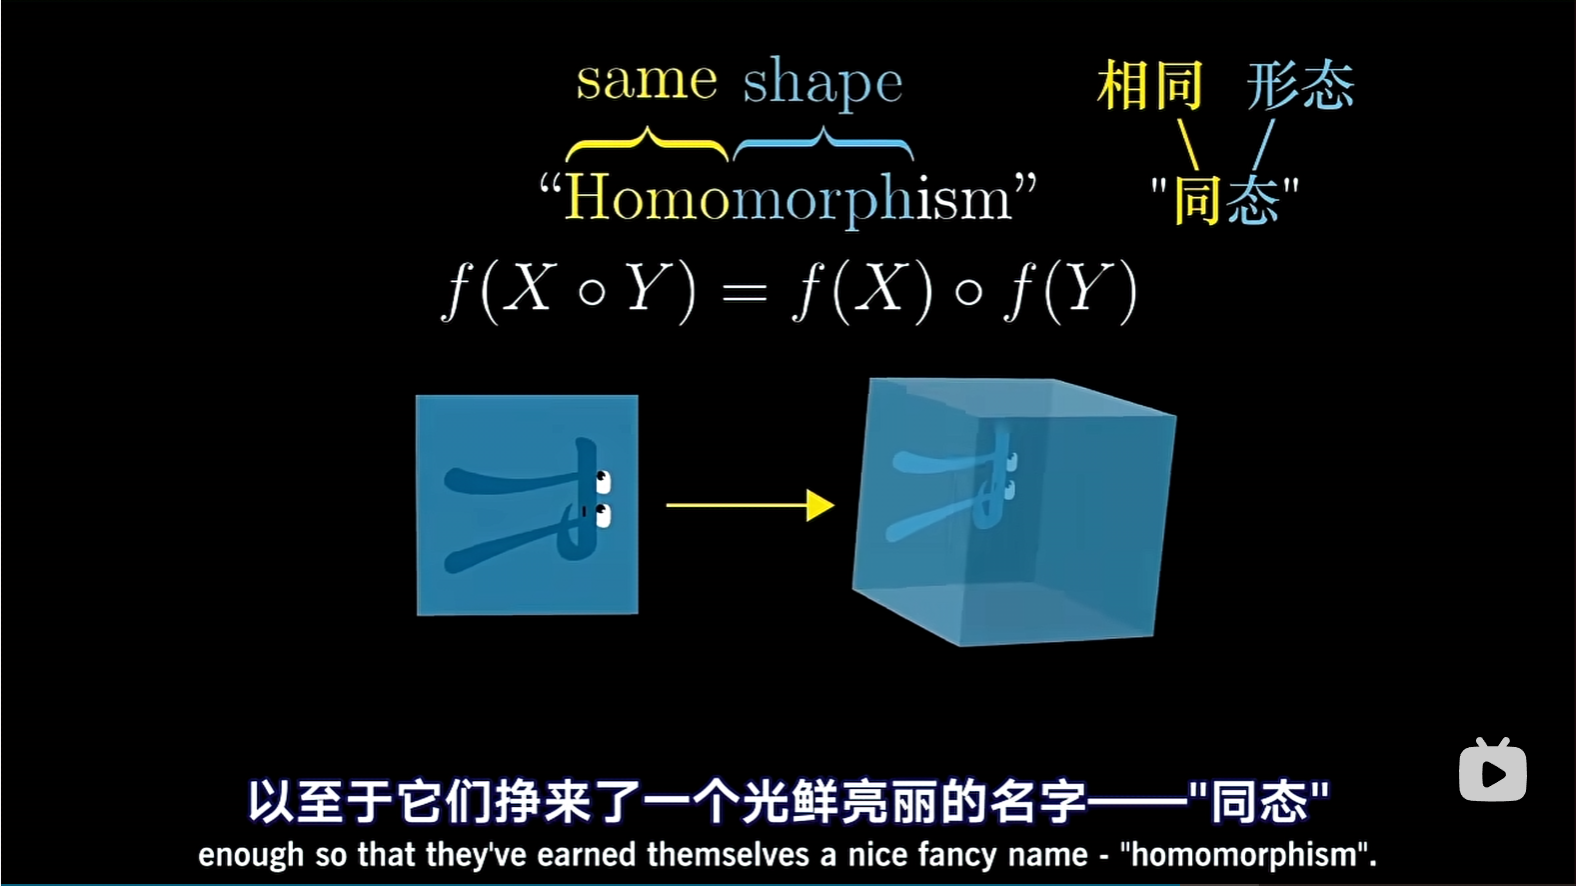 same shape
相同 形态
“Homomorphism”
"同态"
f(X ∘ Y) = f(X) ∘ f(Y)
以至于它们挣来了一个光鲜亮丽的名字——"同态"
enough so that they've earned themselves a nice fancy name - "homomorphism".